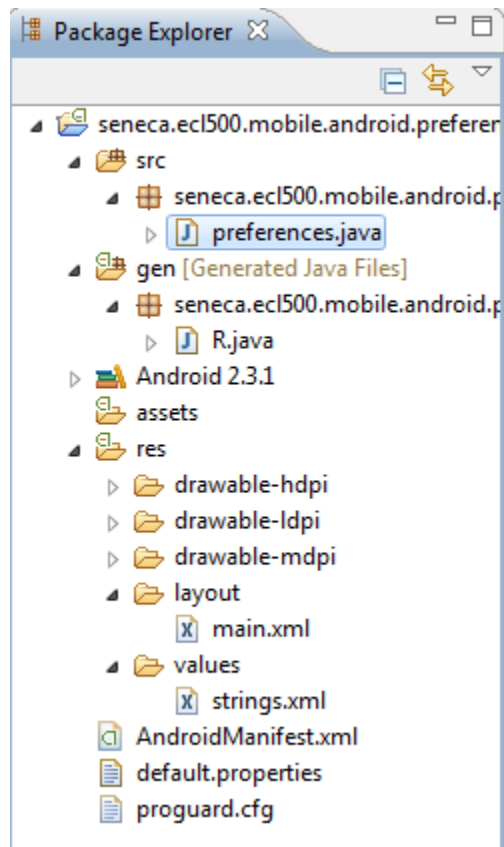 Package Explorer
seneca.ecl500.mobile.android.preferen
src
seneca.ecl500.mobile.android.p
preferences.java
gen [Generated Java Files]
seneca.ecl500.mobile.android.p
R.java
Android 2.3.1
assets
res
drawable-hdpi
drawable-ldpi
drawable-mdpi
layout
main.xml
values
strings.xml
AndroidManifest.xml
default.properties
proguard.cfg